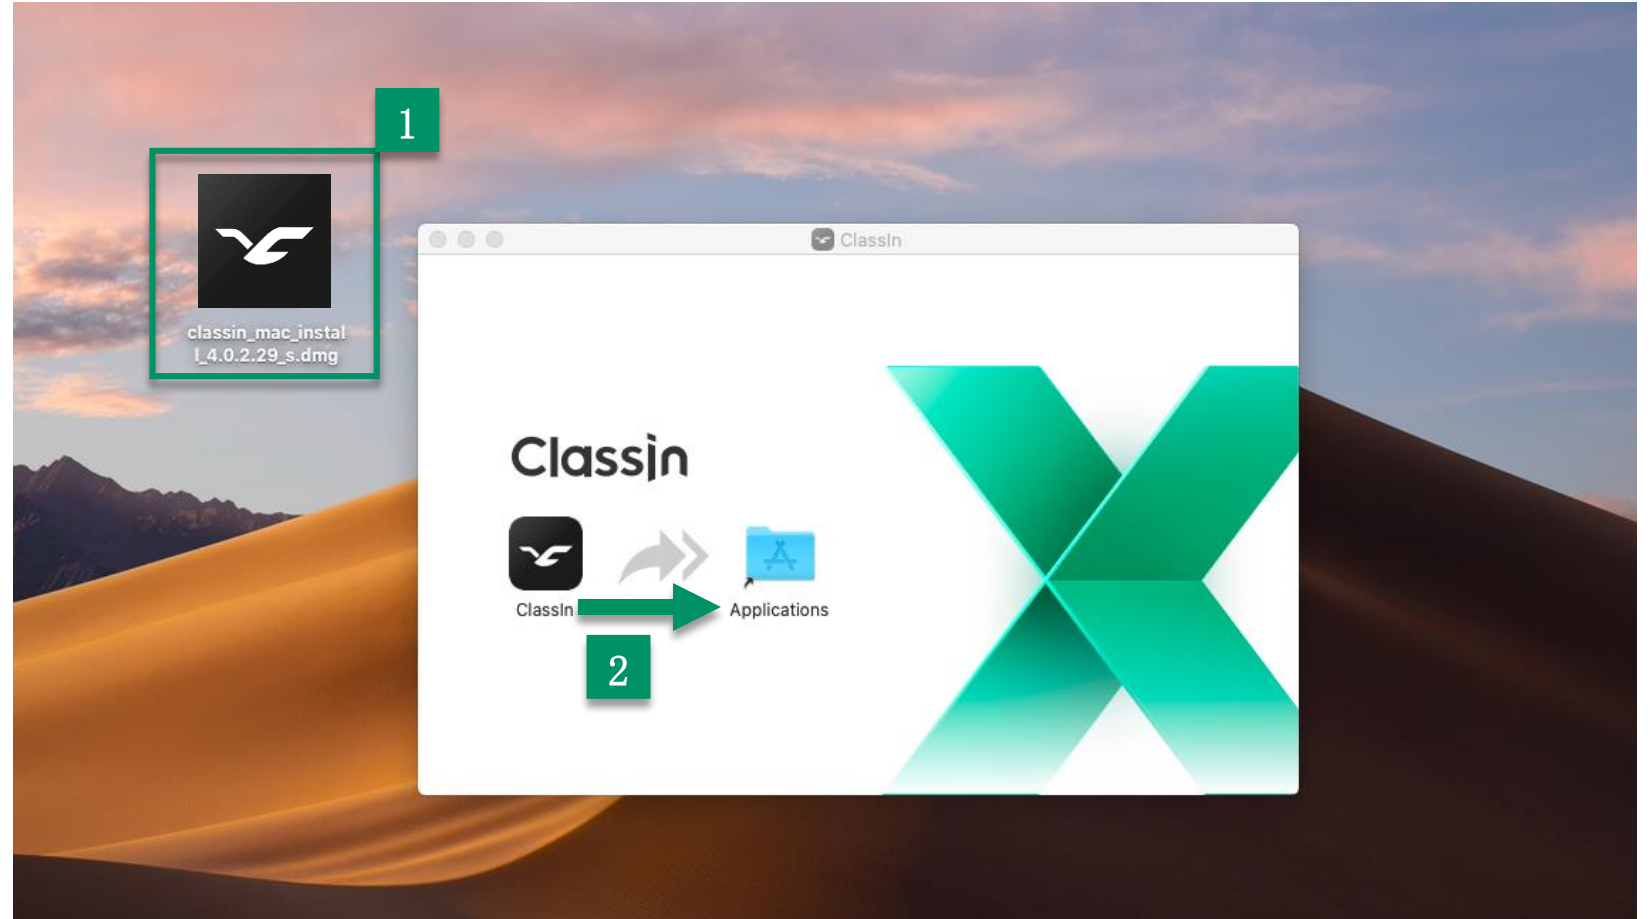 1
classin_mac_instal
l_4.0.2.29_s.dmg
ClassIn
Classin
ClassIn
Applications
2